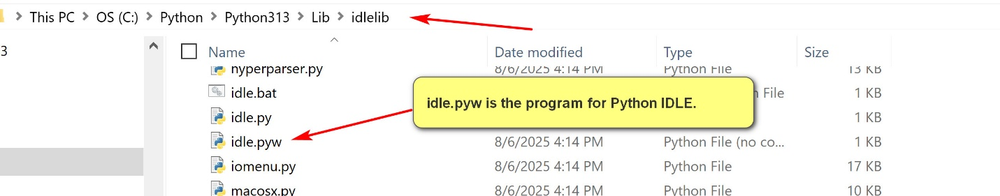 This PC > OS (C:) > Python > Python313 > Lib > idlelib
3
Name Date modified Type Size
hyperparser.py 8/6/2025 4:14 PM Python File 13 KB
idle.bat File 1 KB
idle.pyw is the program for Python IDLE.
idle.py 1 KB
idle.pyw 8/6/2025 4:14 PM Python File (no co... 1 KB
iomenu.py 8/6/2025 4:14 PM Python File 17 KB
macosx.py 8/6/2025 4:14 PM Python File 10 KB